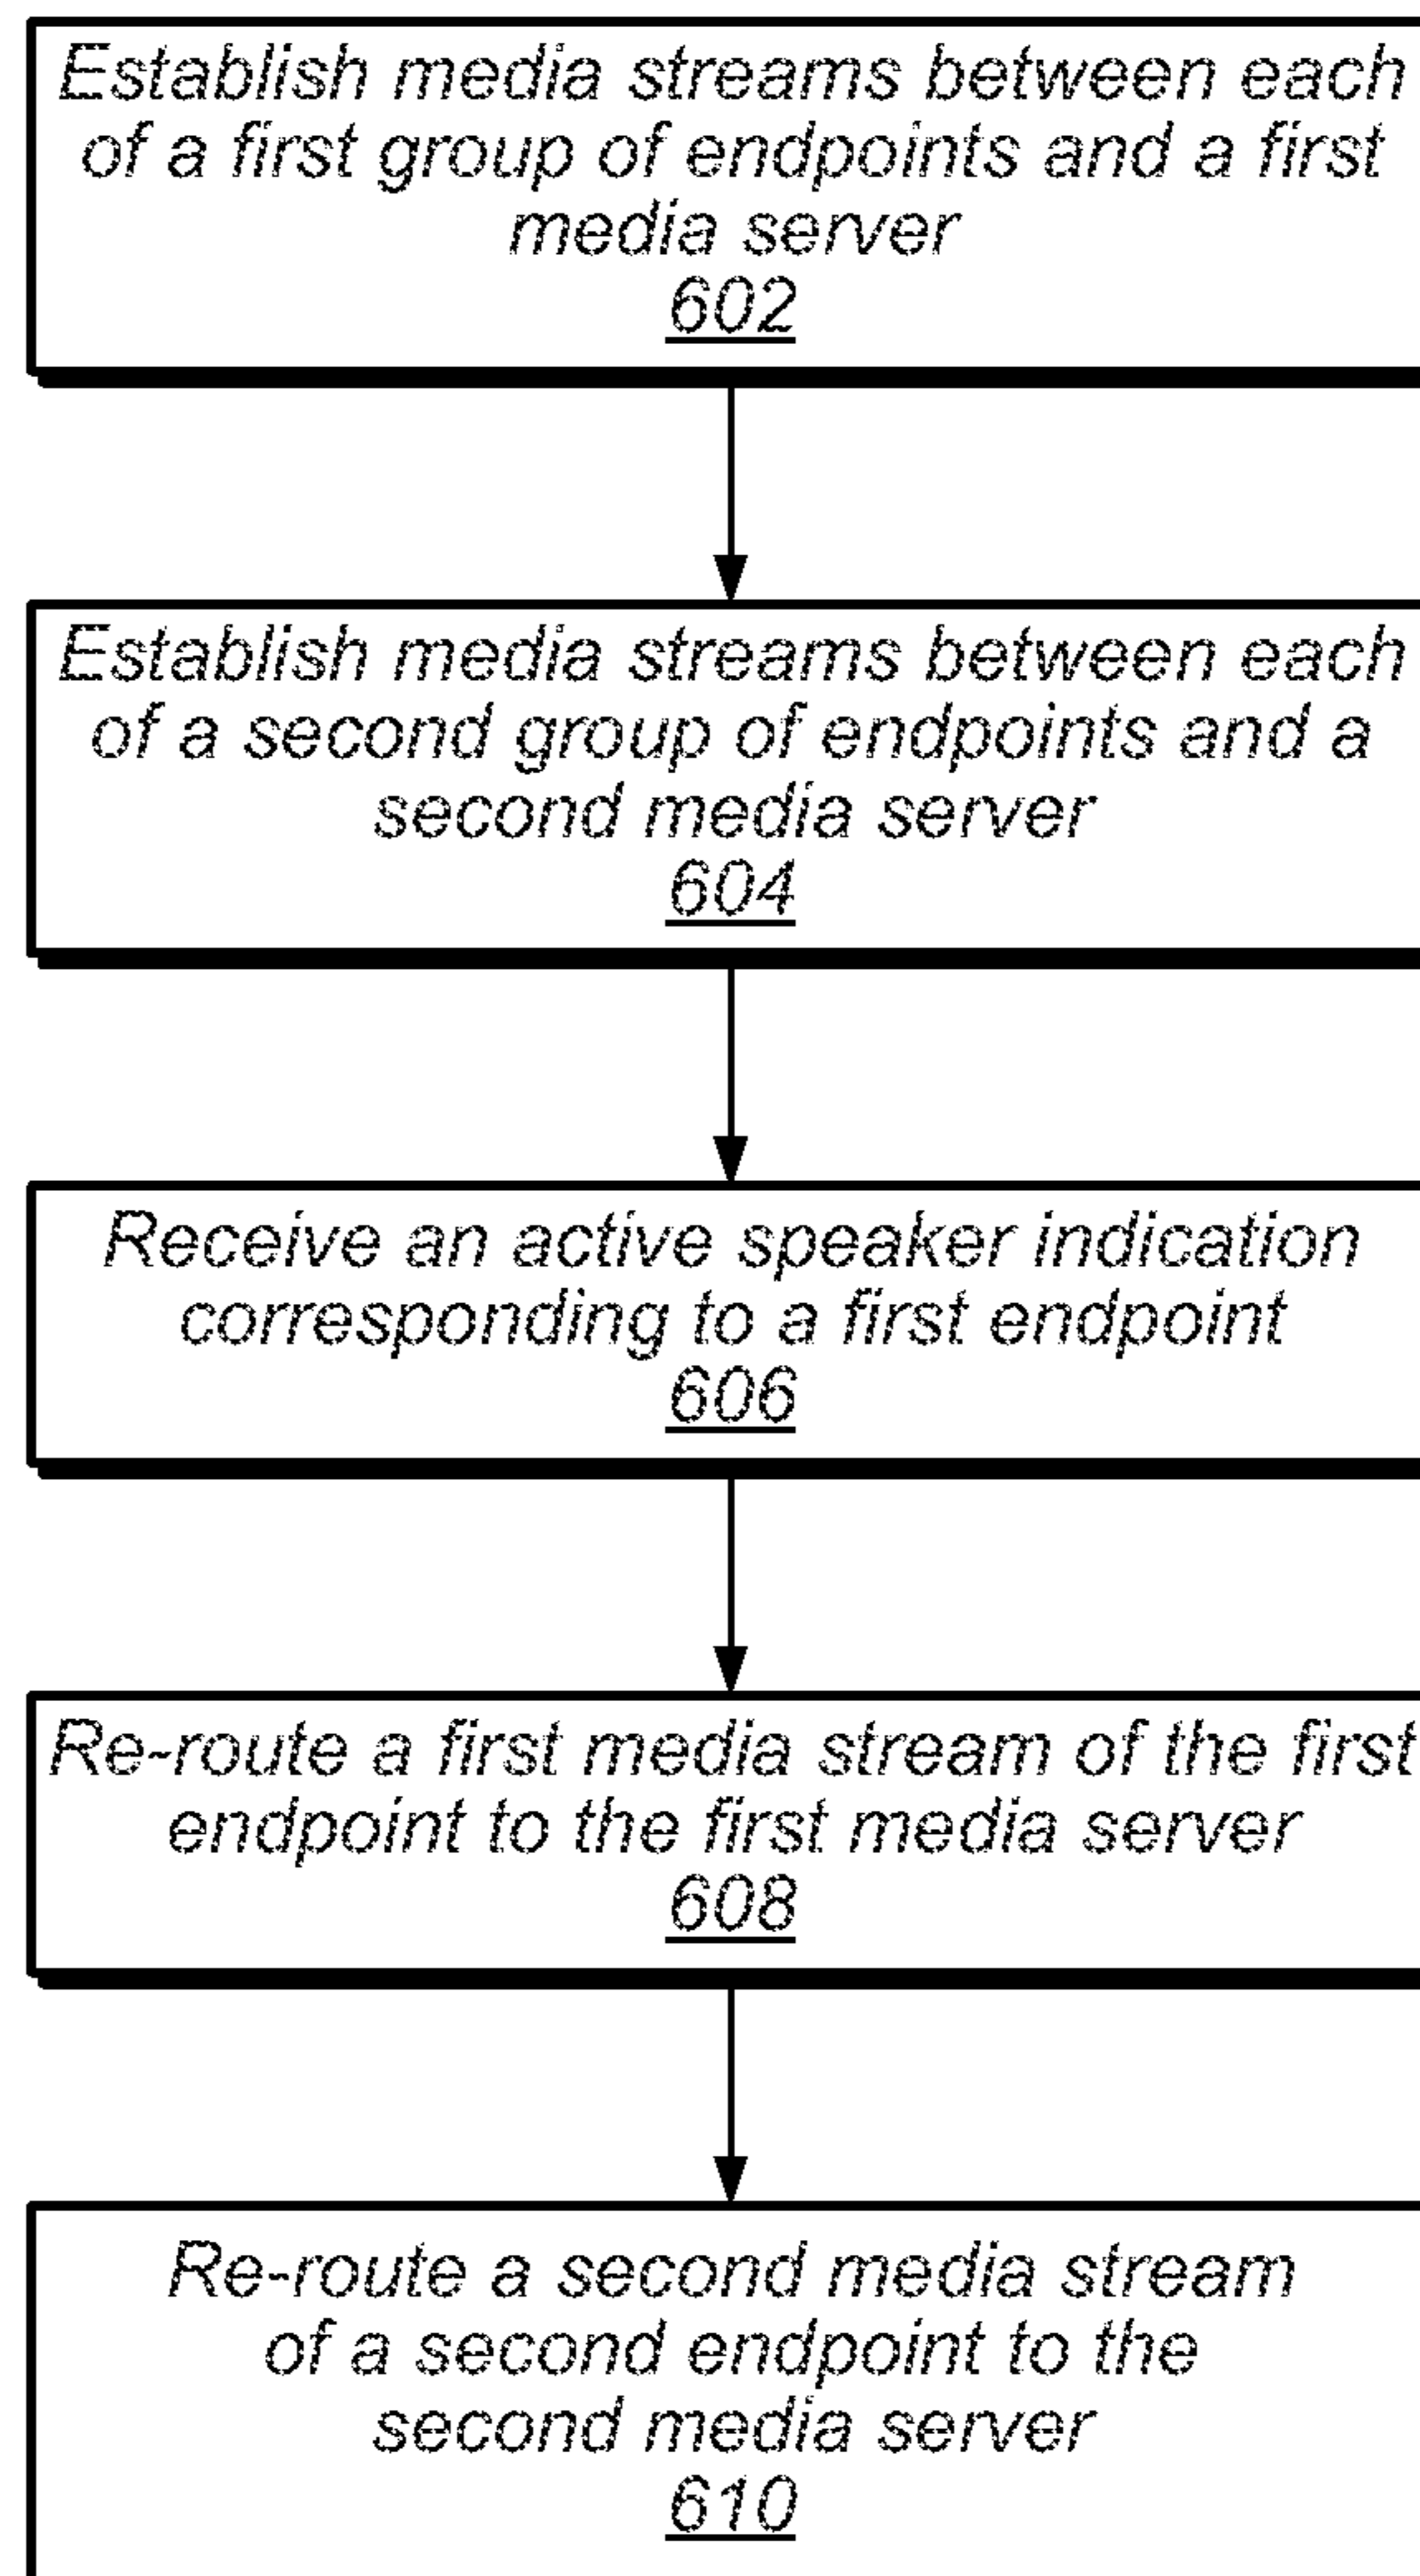 Establish media streams between each
of a first group of endpoints and a first
media server
602
Establish media streams between each
of a second group of endpoints and a
second media server
604
Receive an active speaker indication
corresponding to a first endpoint
606
Re-route a first media stream of the first
endpoint to the first media server
608
Re-route a second media stream
of a second endpoint to the
second media server
610